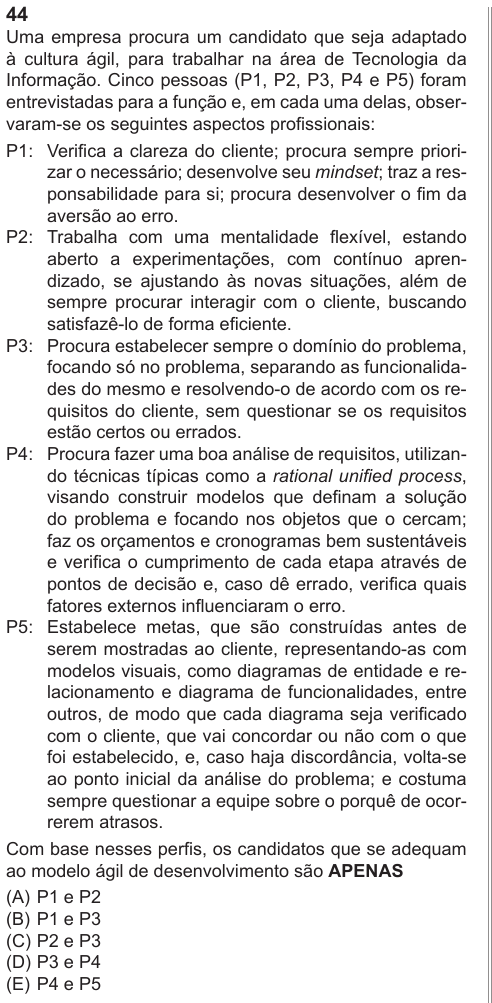 44
Uma empresa procura um candidato que seja adaptado
à cultura ágil, para trabalhar na área de Tecnologia da
Informação. Cinco pessoas (P1, P2, P3, P4 e P5) foram
entrevistadas para a função e, em cada uma delas, obser-
varam-se os seguintes aspectos profissionais:
P1: Verifica a clareza do cliente; procura sempre priori-
zar o necessário; desenvolve seu mindset; traz a res-
ponsabilidade para si; procura desenvolver o fim da
aversão ao erro.
P2: Trabalha com uma mentalidade flexível, estando
aberto a experimentações, com contínuo apren-
dizado, se ajustando às novas situações, além de
sempre procurar interagir com o cliente, buscando
satisfazê-lo de forma eficiente.
P3: Procura estabelecer sempre o domínio do problema,
focando só no problema, separando as funcionalida-
des do mesmo e resolvendo-o de acordo com os re-
quisitos do cliente, sem questionar se os requisitos
estão certos ou errados.
P4: Procura fazer uma boa análise de requisitos, utilizan-
do técnicas típicas como a rational unified process,
visando construir modelos que definam a solução
do problema e focando nos objetos que o cercam;
faz os orçamentos e cronogramas bem sustentáveis
e verifica o cumprimento de cada etapa através de
pontos de decisão e, caso dê errado, verifica quais
fatores externos influenciaram o erro.
P5: Estabelece metas, que são construídas antes de
serem mostradas ao cliente, representando-as com
modelos visuais, como diagramas de entidade e re-
lacionamento e diagrama de funcionalidades, entre
outros, de modo que cada diagrama seja verificado
com o cliente, que vai concordar ou não com o que
foi estabelecido, e, caso haja discordância, volta-se
ao ponto inicial da análise do problema; e costuma
sempre questionar a equipe sobre o porquê de ocor-
rerem atrasos.
Com base nesses perfis, os candidatos que se adequam
ao modelo ágil de desenvolvimento são APENAS
(A) P1 e P2
(B) P1 e P3
(C) P2 e P3
(D) P3 e P4
(E) P4 e P5